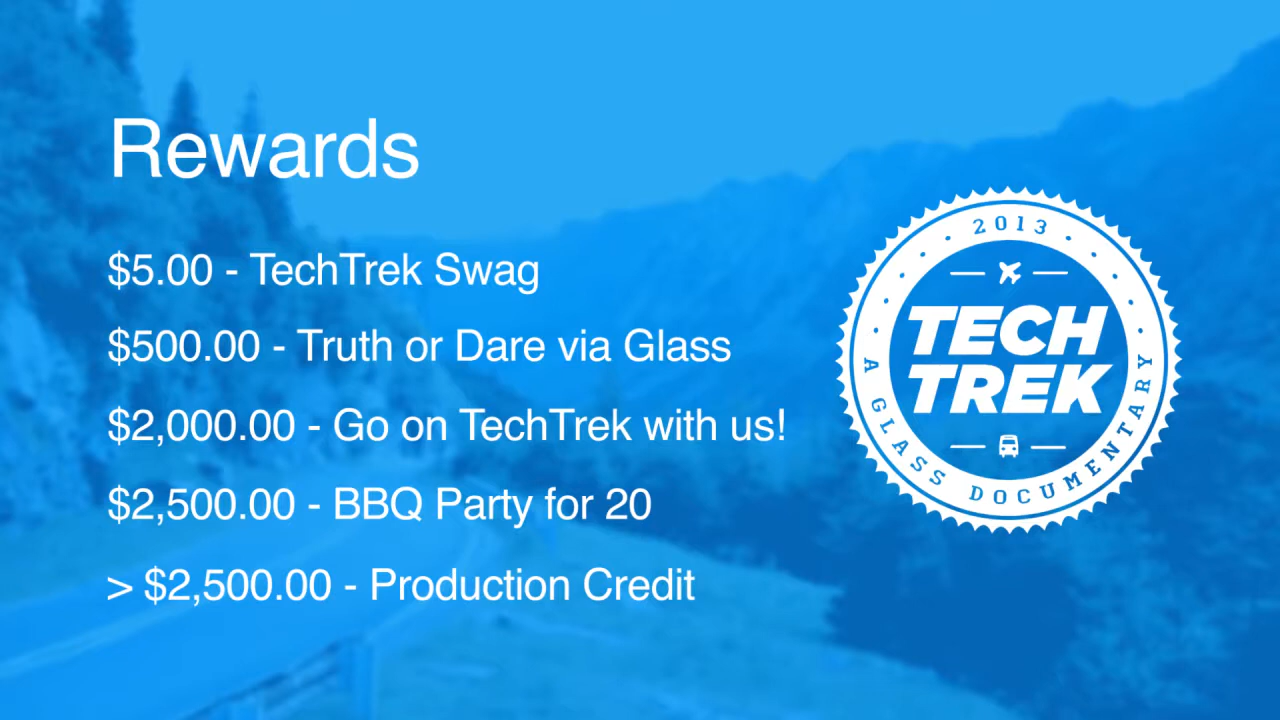 Rewards
$5.00 - TechTrek Swag
$500.00 - Truth or Dare via Glass
$2,000.00 - Go on TechTrek with us!
$2,500.00 - BBQ Party for 20
> $2,500.00 - Production Credit
2013
TECH
TREK
A GLASS DOCUMENTARY